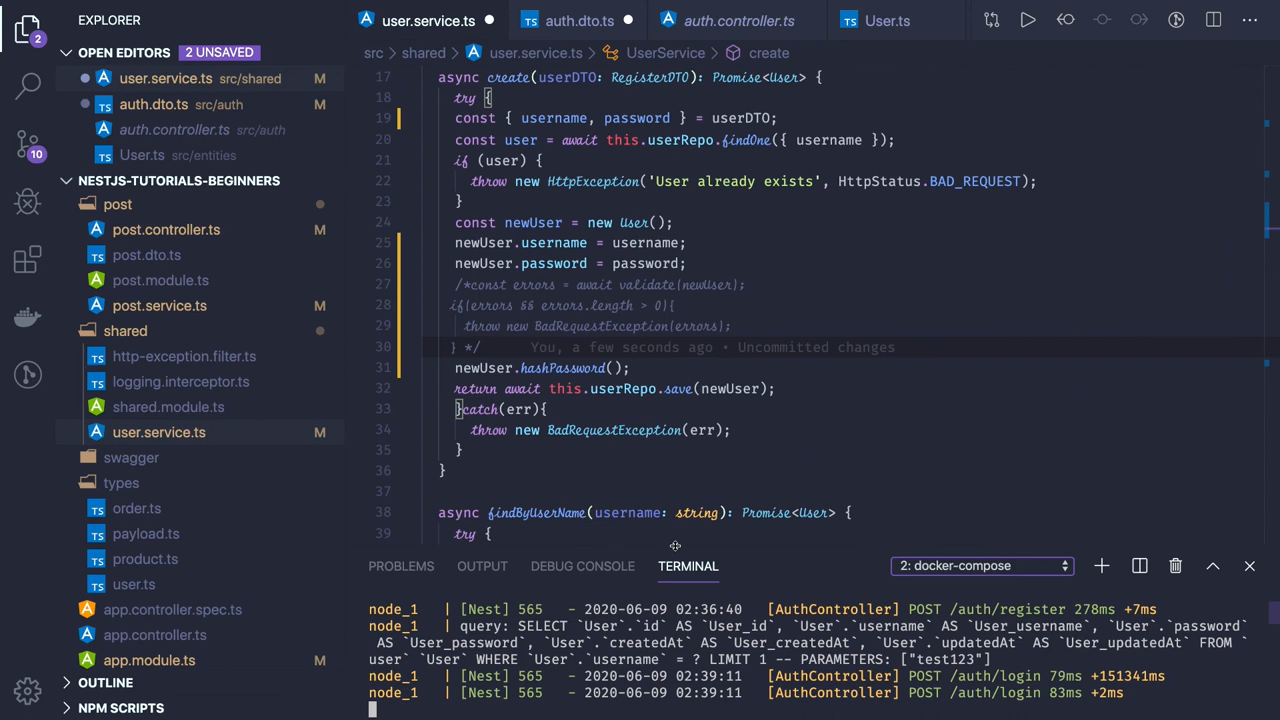 EXPLORER
user.service.ts
TS auth.dto.ts
auth.controller.ts
TS User.ts
OPEN EDITORS 2 UNSAVED
src > shared > user.service.ts > UserService > create
user.service.ts src/shared M
TS auth.dto.ts src/auth M
auth.controller.ts src/auth
TS User.ts src/entities
2
10
NESTJS-TUTORIALS-BEGINNERS
post
post.controller.ts M
TS post.dto.ts
post.module.ts
post.service.ts M
shared
http-exception.filter.ts
logging.interceptor.ts
shared.module.ts
user.service.ts M
swagger
types
TS order.ts
TS payload.ts
TS product.ts
TS user.ts
app.controller.spec.ts
app.controller.ts
app.module.ts M
OUTLINE
NPM SCRIPTS
17 async create(userDTO: RegisterDTO): Promise<User> {
18 try {
19 const { username, password } = userDTO;
20 const user = await this.userRepo.findOne({ username });
21 if (user) {
22 throw new HttpException('User already exists', HttpStatus.BAD_REQUEST);
23 }
24 const newUser = new User();
25 newUser.username = username;
26 newUser.password = password;
27 /*const errors = await validate(newUser);
28 if(errors && errors.length > 0){
29 throw new BadRequestException(errors);
30 } */ You, a few seconds ago • Uncommitted changes
31 newUser.hashPassword();
32 return await this.userRepo.save(newUser);
33 }catch(err){
34 throw new BadRequestException(err);
35 }
36 }
37
38 async findByUserName(username: string): Promise<User> {
39 try {
PROBLEMS OUTPUT DEBUG CONSOLE TERMINAL 2: docker-compose
node_1 | [Nest] 565 - 2020-06-09 02:36:40 [AuthController] POST /auth/register 278ms +7ms
node_1 | query: SELECT `User`.`id` AS `User_id`, `User`.`username` AS `User_username`, `User`.`password`
AS `User_password`, `User`.`createdAt` AS `User_createdAt`, `User`.`updatedAt` AS `User_updatedAt` FROM `
user` `User` WHERE `User`.`username` = ? LIMIT 1 -- PARAMETERS: ["test123"]
node_1 | [Nest] 565 - 2020-06-09 02:39:11 [AuthController] POST /auth/login 79ms +151341ms
node_1 | [Nest] 565 - 2020-06-09 02:39:11 [AuthController] POST /auth/login 83ms +2ms